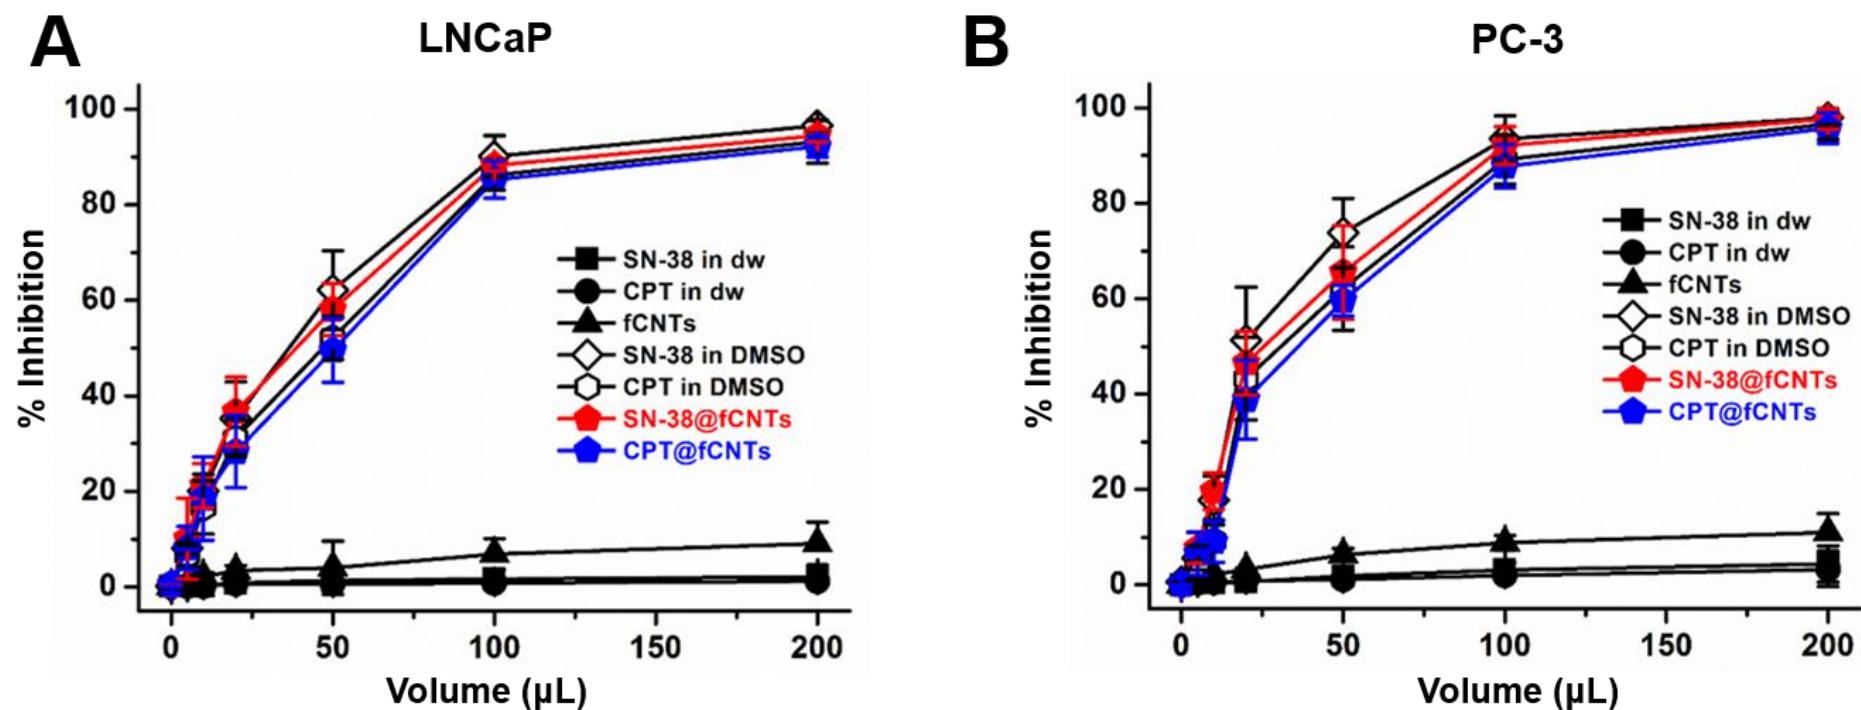 A
LNCaP
100
80
60
40
20
0
% Inhibition
SN-38 in dw
CPT in dw
fCNTs
SN-38 in DMSO
CPT in DMSO
SN-38@fCNTs
CPT@fCNTs
0 50 100 150 200
Volume (µL)
B
PC-3
100
80
60
40
20
0
% Inhibition
SN-38 in dw
CPT in dw
fCNTs
SN-38 in DMSO
CPT in DMSO
SN-38@fCNTs
CPT@fCNTs
0 50 100 150 200
Volume (µL)